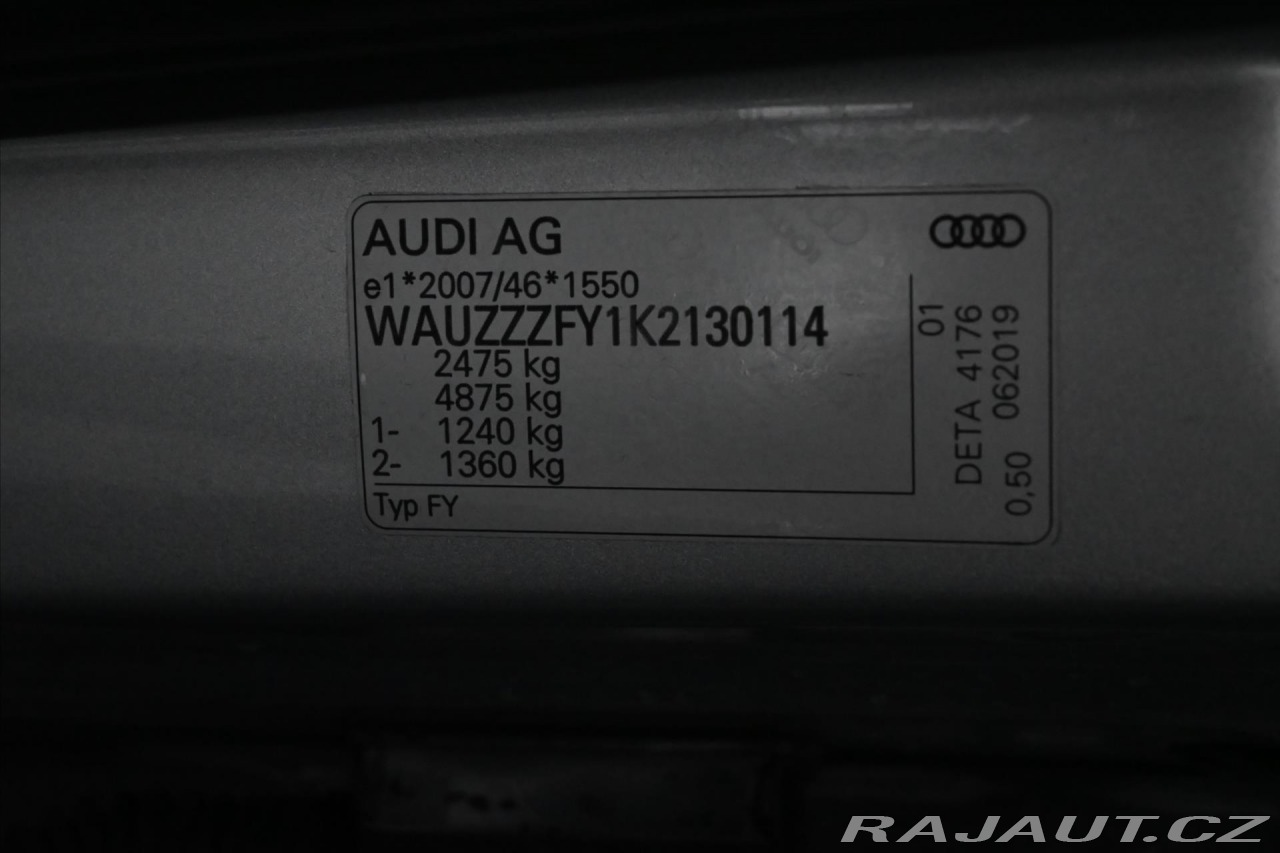 AUDI AG
e1*2007/46*1550
WAUZZZFY1K2130114
2475 kg
4875 kg
1- 1240 kg
2- 1360 kg
Typ FY
01
DETA 4176
0,50 062019
RAJAUT.CZ